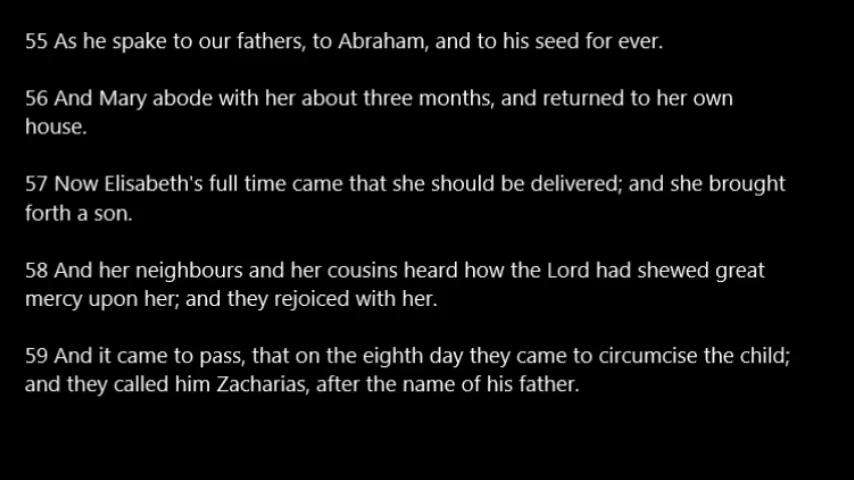 55 As he spake to our fathers, to Abraham, and to his seed for ever.
56 And Mary abode with her about three months, and returned to her own
house.
57 Now Elisabeth's full time came that she should be delivered; and she brought
forth a son.
58 And her neighbours and her cousins heard how the Lord had shewed great
mercy upon her; and they rejoiced with her.
59 And it came to pass, that on the eighth day they came to circumcise the child;
and they called him Zacharias, after the name of his father.